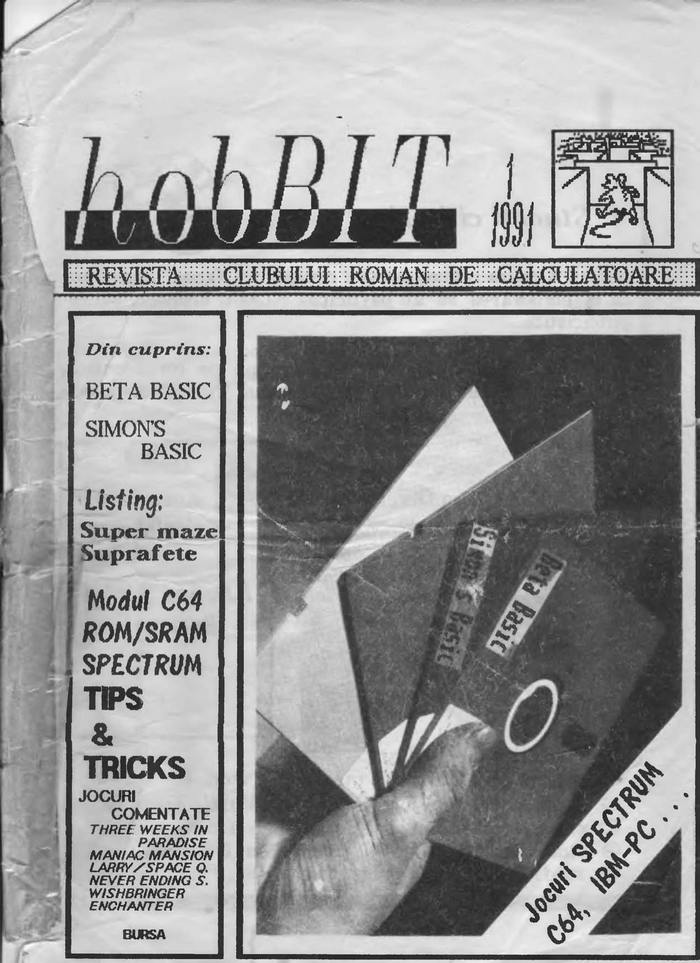 hobBIT
1
1991
REVISTA CLUBULUI ROMAN DE CALCULATOARE
Din cuprins:
BETA BASIC
SIMON'S
BASIC
Listing:
Super maze
Suprafete
Modul C64
ROM/SRAM
SPECTRUM
TIPS
&
TRICKS
JOCURI
COMENTATE
THREE WEEKS IN
PARADISE
MANIAC MANSION
LARRY/SPACE Q.
NEVER ENDING S.
WISHBRINGER
ENCHANTER
BURSA
Simon's Basic
Beta Basic
Jocuri SPECTRUM
C64, IBM-PC . . .